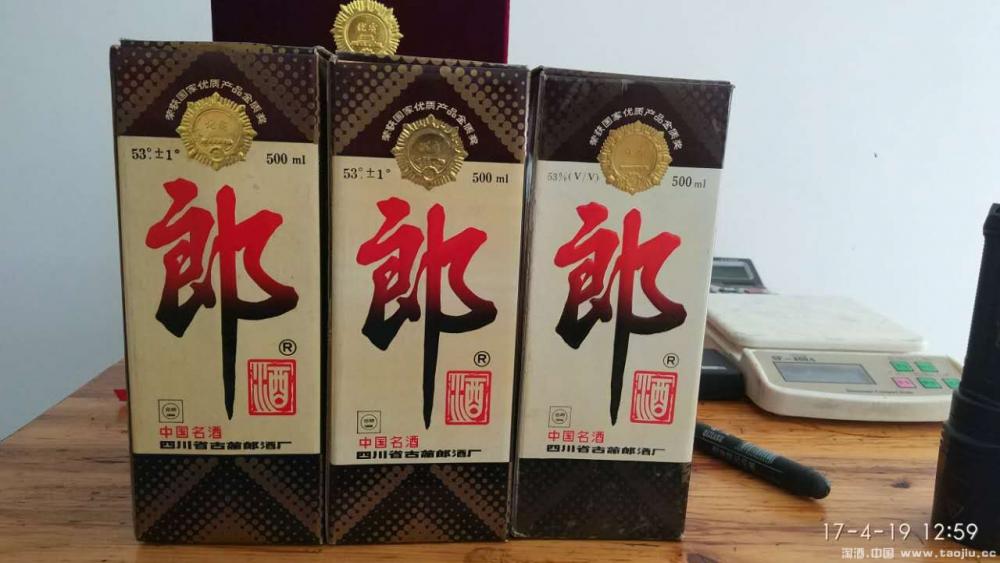 荣获国家优质产品金质奖
53°±1°
500 ml
郎
®
酒
中国名酒
四川省古蔺郎酒厂
荣获国家优质产品金质奖
53°±1°
500 ml
郎
®
酒
中国名酒
四川省古蔺郎酒厂
荣获国家优质产品金质奖
53%(V/V)
500 ml
郎
®
酒
中国名酒
四川省古蔺郎酒厂
17-4-19 12:59
淘酒.中国 www.taojiu.cc